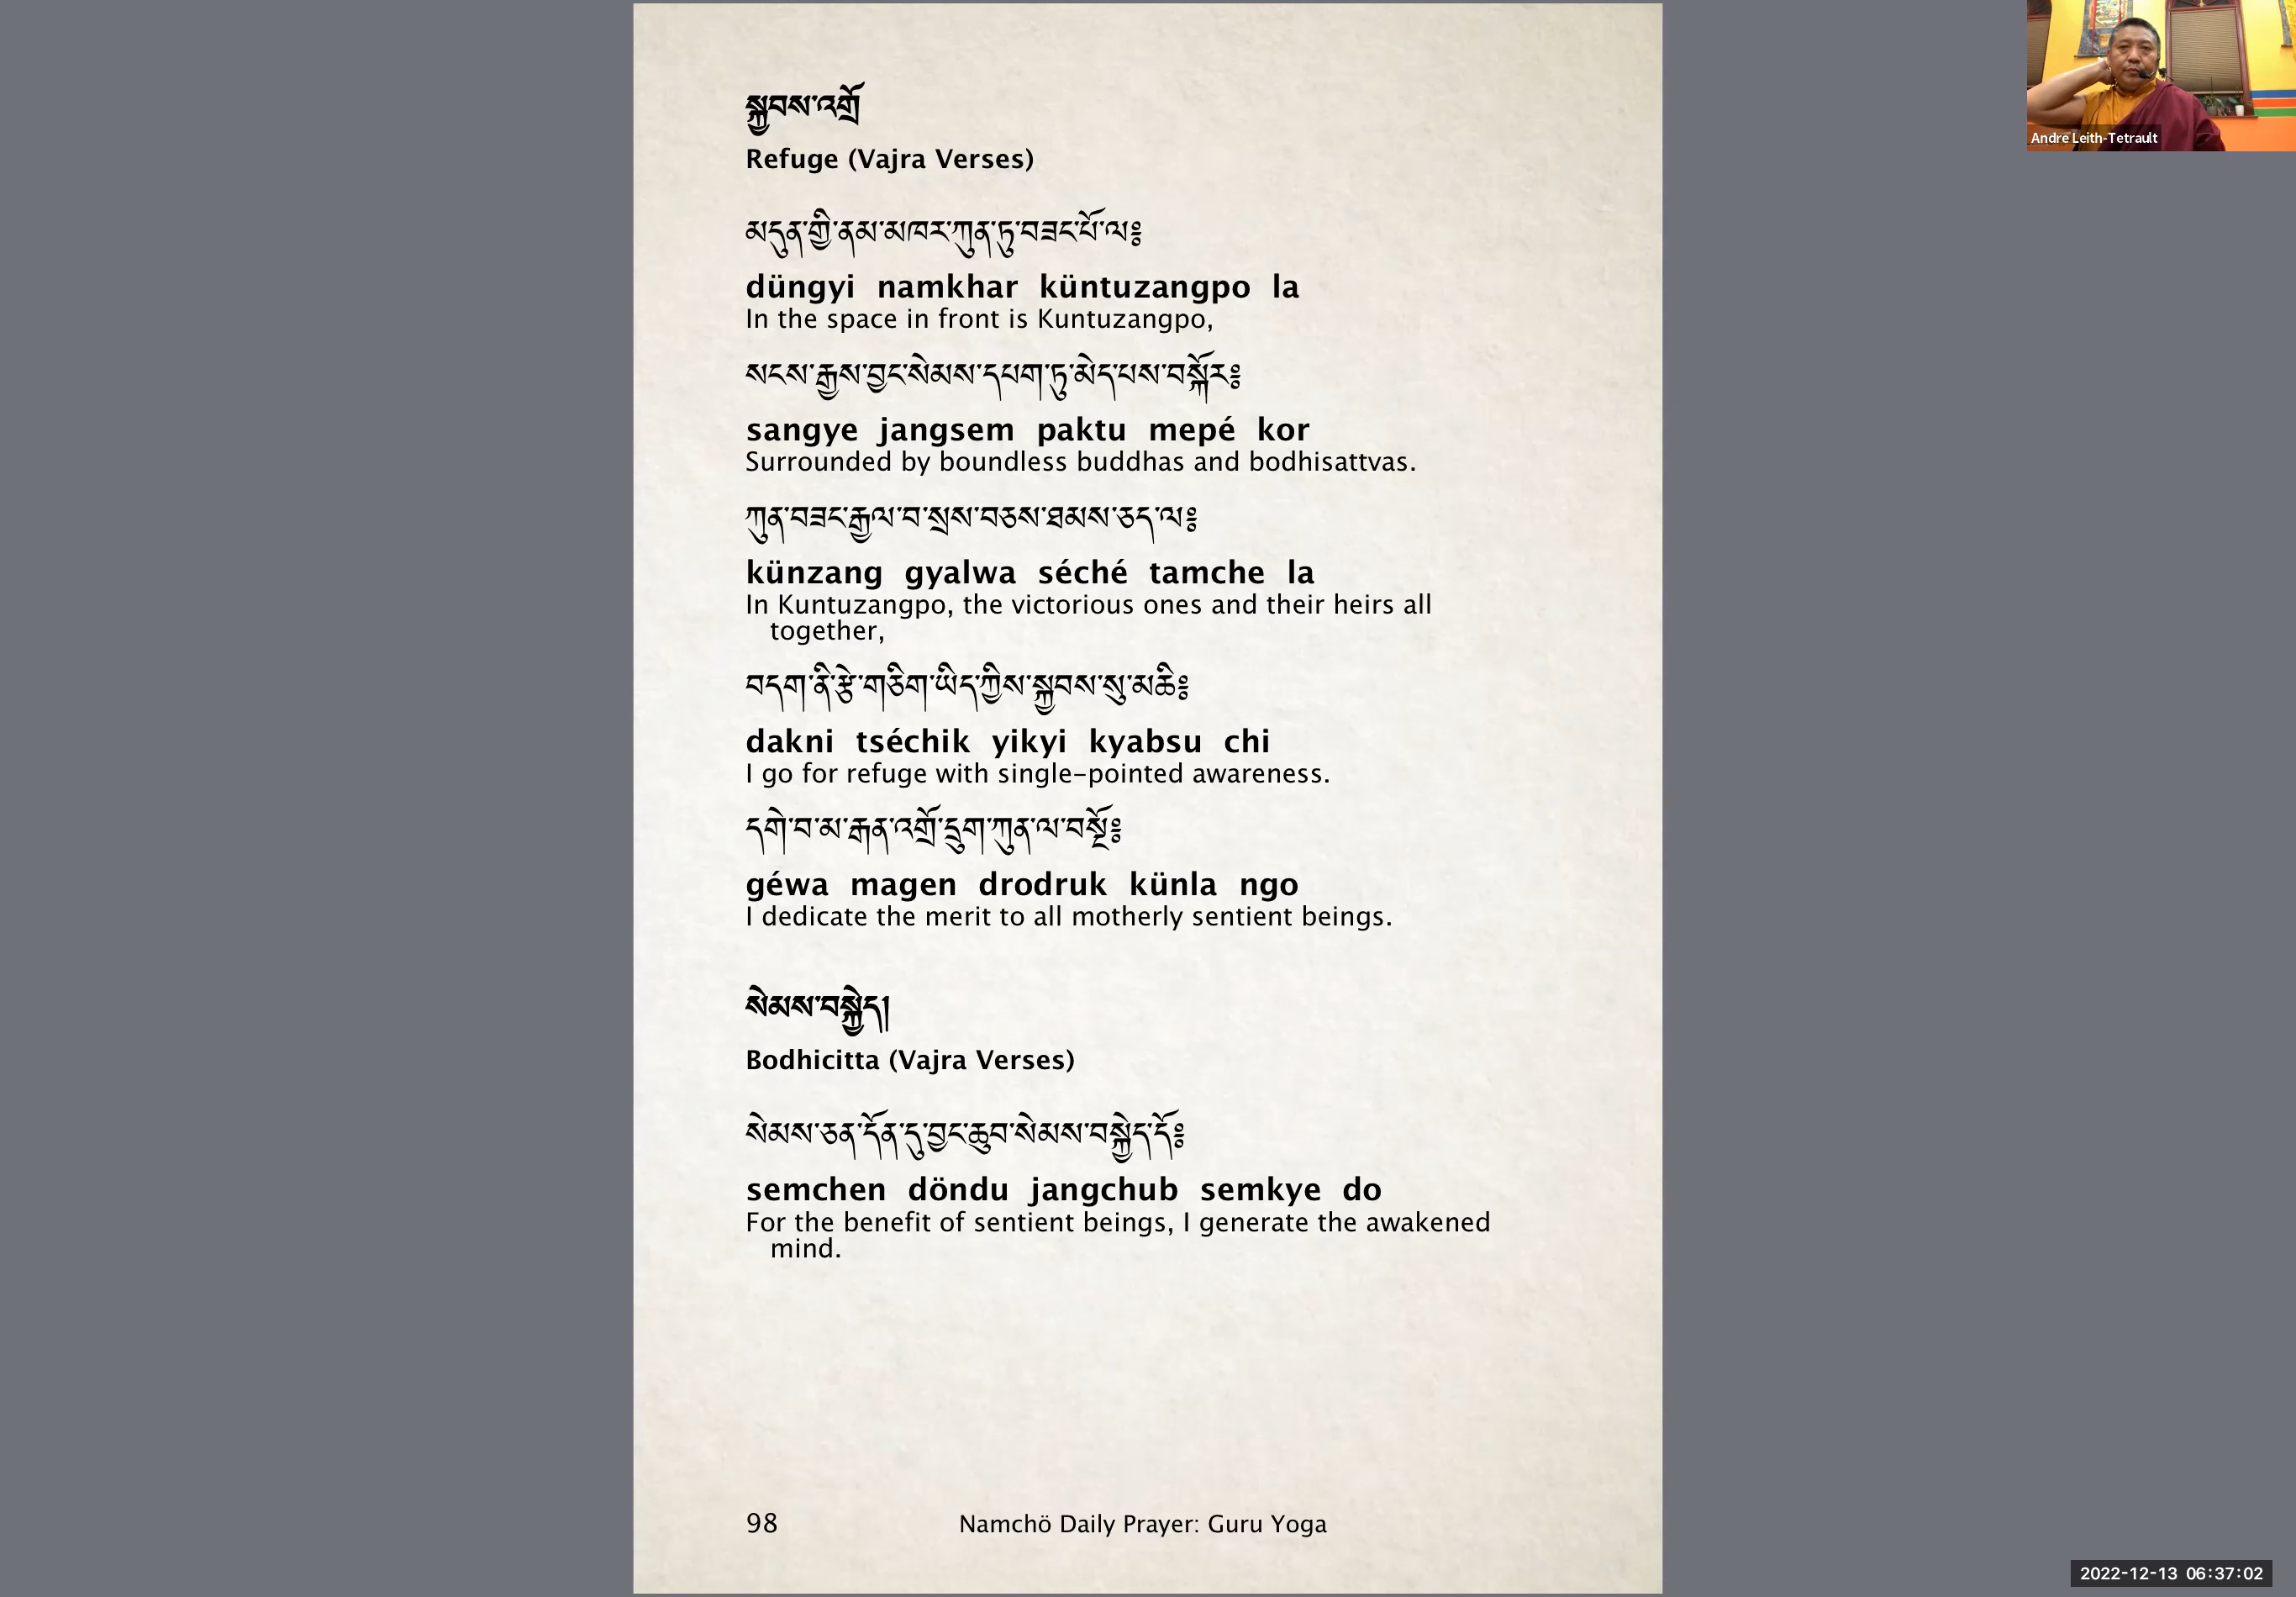 སྐྱབས་འགྲོ
Refuge (Vajra Verses)
མདུན་གྱི་ནམ་མཁར་ཀུན་ཏུ་བཟང་པོ་ལ༔
düngyi namkhar küntuzangpo la
In the space in front is Kuntuzangpo,
སངས་རྒྱས་བྱང་སེམས་དཔག་ཏུ་མེད་པས་བསྐོར༔
sangye jangsem paktu mepé kor
Surrounded by boundless buddhas and bodhisattvas.
ཀུན་བཟང་རྒྱལ་བ་སྲས་བཅས་ཐམས་ཅད་ལ༔
künzang gyalwa séché tamche la
In Kuntuzangpo, the victorious ones and their heirs all
together,
བདག་ནི་རྩེ་གཅིག་ཡིད་ཀྱིས་སྐྱབས་སུ་མཆི༔
dakni tséchik yikyi kyabsu chi
I go for refuge with single-pointed awareness.
དགེ་བ་མ་རྒན་འགྲོ་དྲུག་ཀུན་ལ་བསྔོ༔
géwa magen drodruk künla ngo
I dedicate the merit to all motherly sentient beings.
སེམས་བསྐྱེད།
Bodhicitta (Vajra Verses)
སེམས་ཅན་དོན་དུ་བྱང་ཆུབ་སེམས་བསྐྱེད་དོ༔
semchen döndu jangchub semkye do
For the benefit of sentient beings, I generate the awakened
mind.
98 Namchö Daily Prayer: Guru Yoga
Andre Leith-Tetrault
2022-12-13 06:37:02